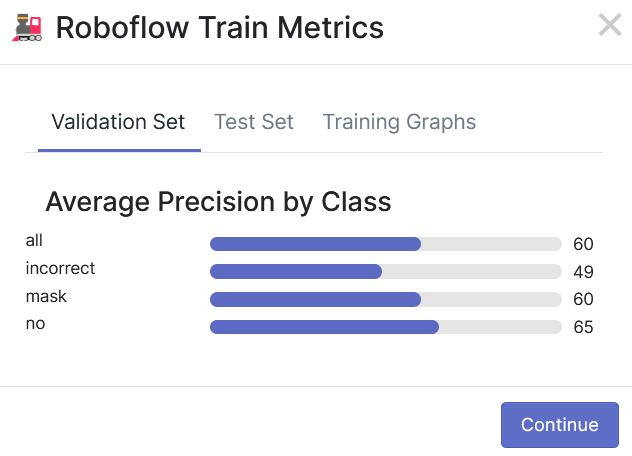 Roboflow Train Metrics
Validation Set Test Set Training Graphs
Average Precision by Class
all 60
incorrect 49
mask 60
no 65
Continue